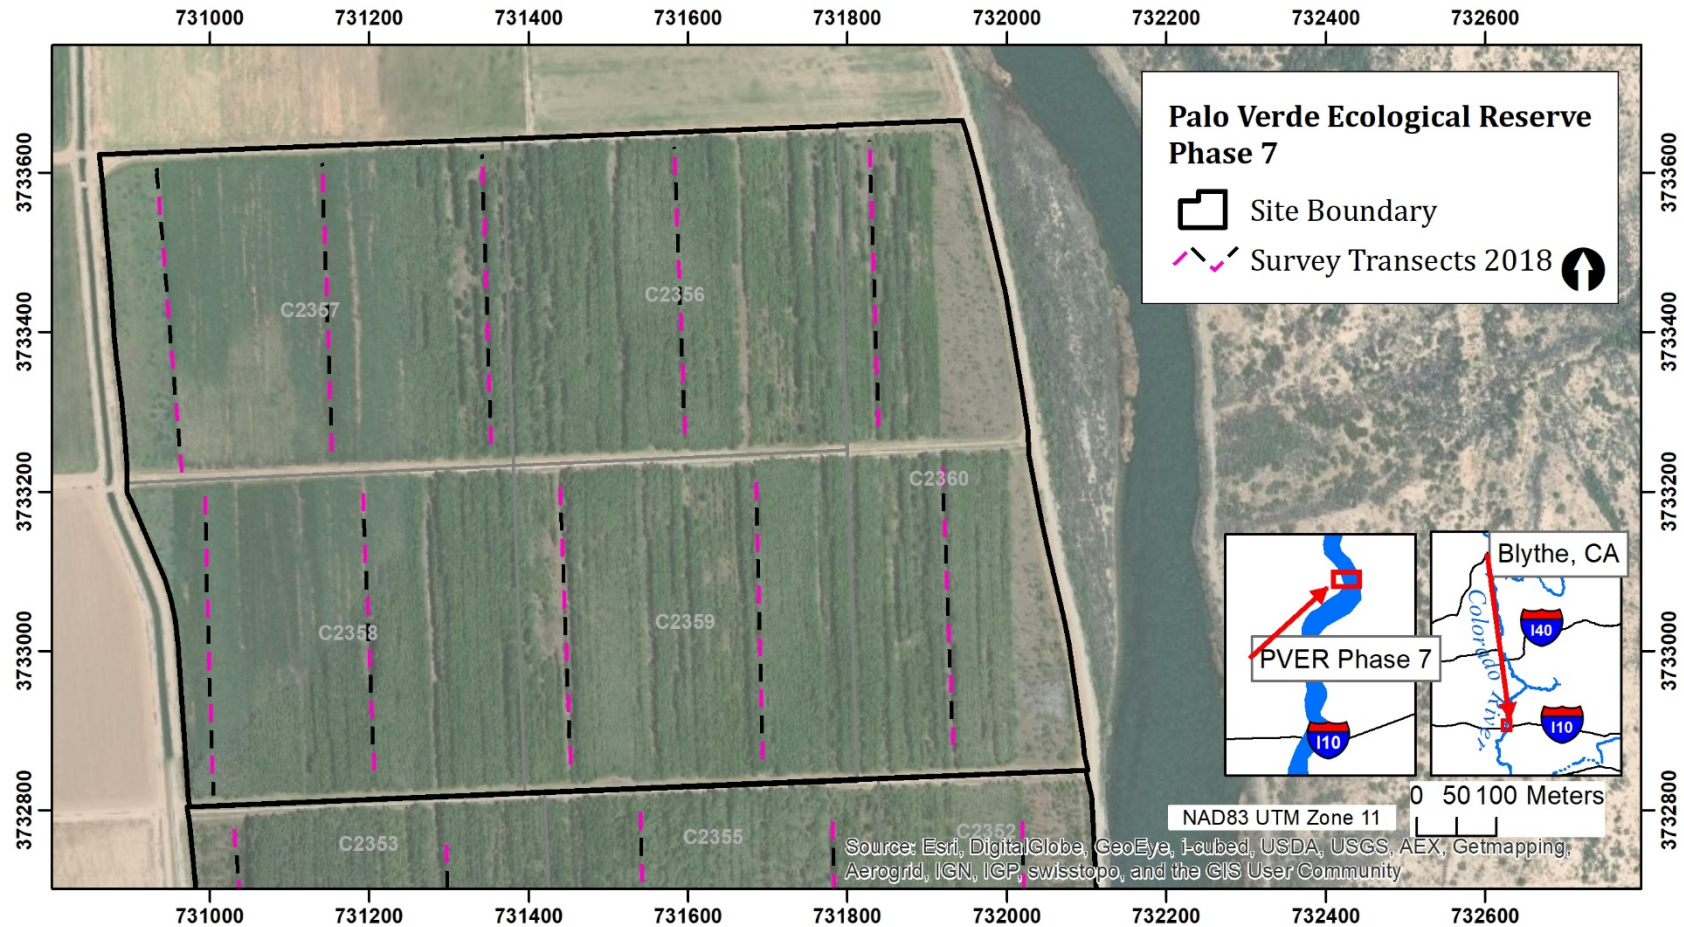 731000 731200 731400 731600 731800 732000 732200 732400 732600
Palo Verde Ecological Reserve
Phase 7
Site Boundary
Survey Transects 2018
3733600
3733400
3733200
3733000
3732800
3733600
3733400
3733200
3733000
3732800
C2357
C2356
C2360
C2358
C2359
C2353
C2355
C2352
PVER Phase 7
I10
Blythe, CA
Colorado River
I40
I10
NAD83 UTM Zone 11
0 50 100 Meters
Source: Esri, DigitalGlobe, GeoEye, i-cubed, USDA, USGS, AEX, Getmapping,
Aerogrid, IGN, IGP, swisstopo, and the GIS User Community
731000 731200 731400 731600 731800 732000 732200 732400 732600